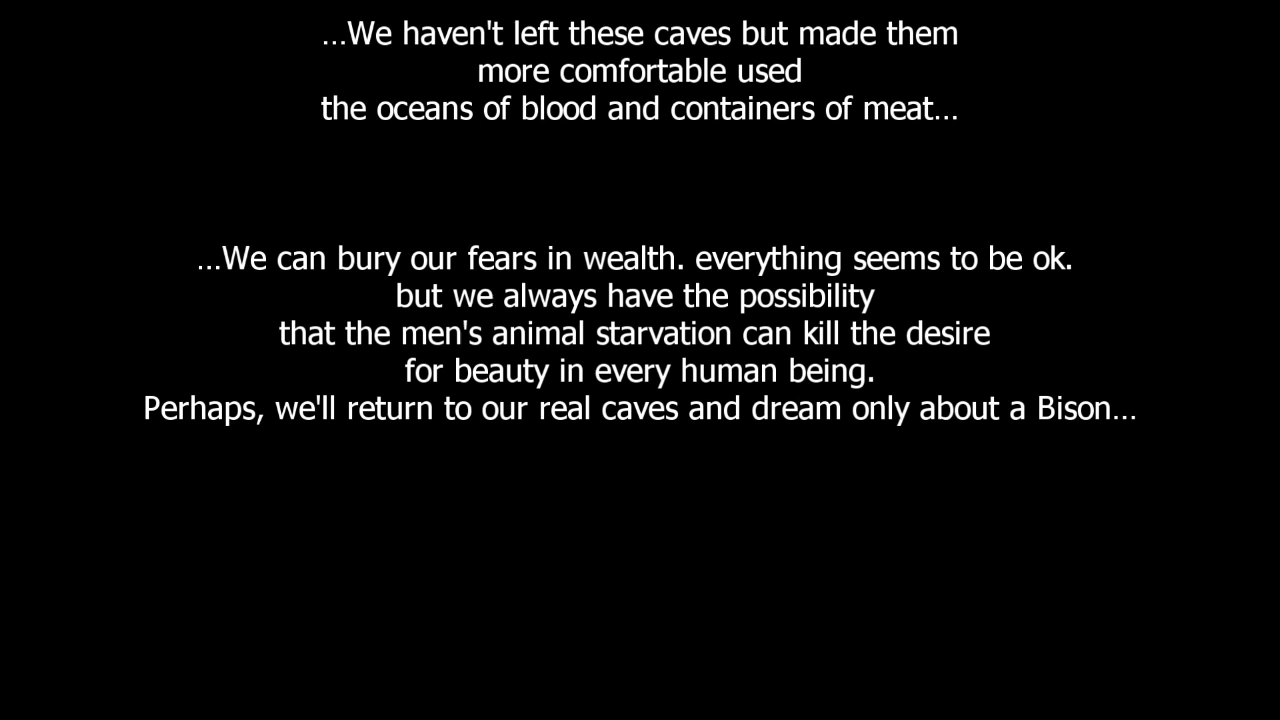 ...We haven't left these caves but made them
more comfortable used
the oceans of blood and containers of meat...
...We can bury our fears in wealth. everything seems to be ok.
but we always have the possibility
that the men's animal starvation can kill the desire
for beauty in every human being.
Perhaps, we'll return to our real caves and dream only about a Bison...